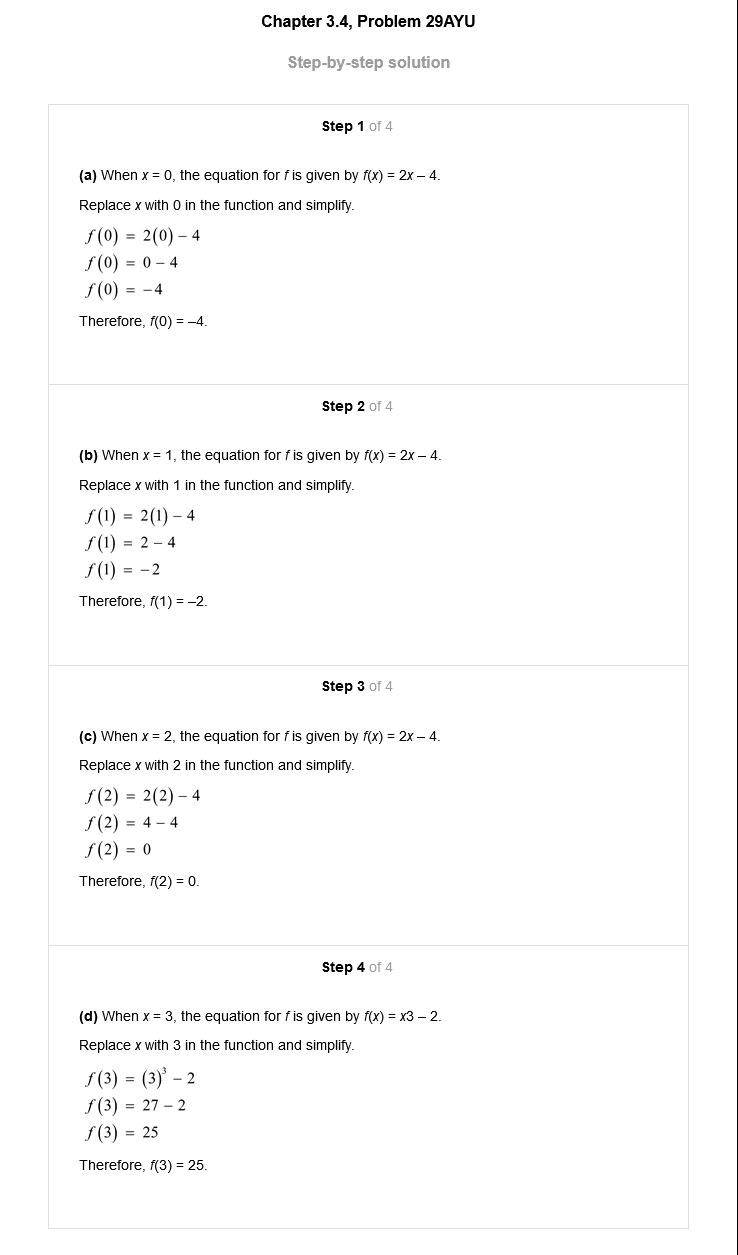 Chapter 3.4, Problem 29AYU
Step-by-step solution
Step 1 of 4
(a) When x = 0, the equation for f is given by f(x) = 2x – 4.
Replace x with 0 in the function and simplify.
f(0) = 2(0) – 4
f(0) = 0 – 4
f(0) = –4
Therefore, f(0) = –4.
Step 2 of 4
(b) When x = 1, the equation for f is given by f(x) = 2x – 4.
Replace x with 1 in the function and simplify.
f(1) = 2(1) – 4
f(1) = 2 – 4
f(1) = –2
Therefore, f(1) = –2.
Step 3 of 4
(c) When x = 2, the equation for f is given by f(x) = 2x – 4.
Replace x with 2 in the function and simplify.
f(2) = 2(2) – 4
f(2) = 4 – 4
f(2) = 0
Therefore, f(2) = 0.
Step 4 of 4
(d) When x = 3, the equation for f is given by f(x) = x3 – 2.
Replace x with 3 in the function and simplify.
f(3) = (3)³ – 2
f(3) = 27 – 2
f(3) = 25
Therefore, f(3) = 25.